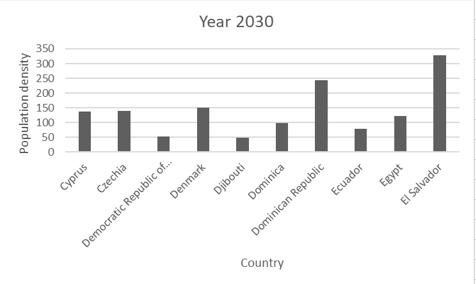 Year 2030
Population density
350
300
250
200
150
100
50
0
Cyprus
Czechia
Democratic Republic of...
Denmark
Djibouti
Dominica
Dominican Republic
Ecuador
Egypt
El Salvador
Country